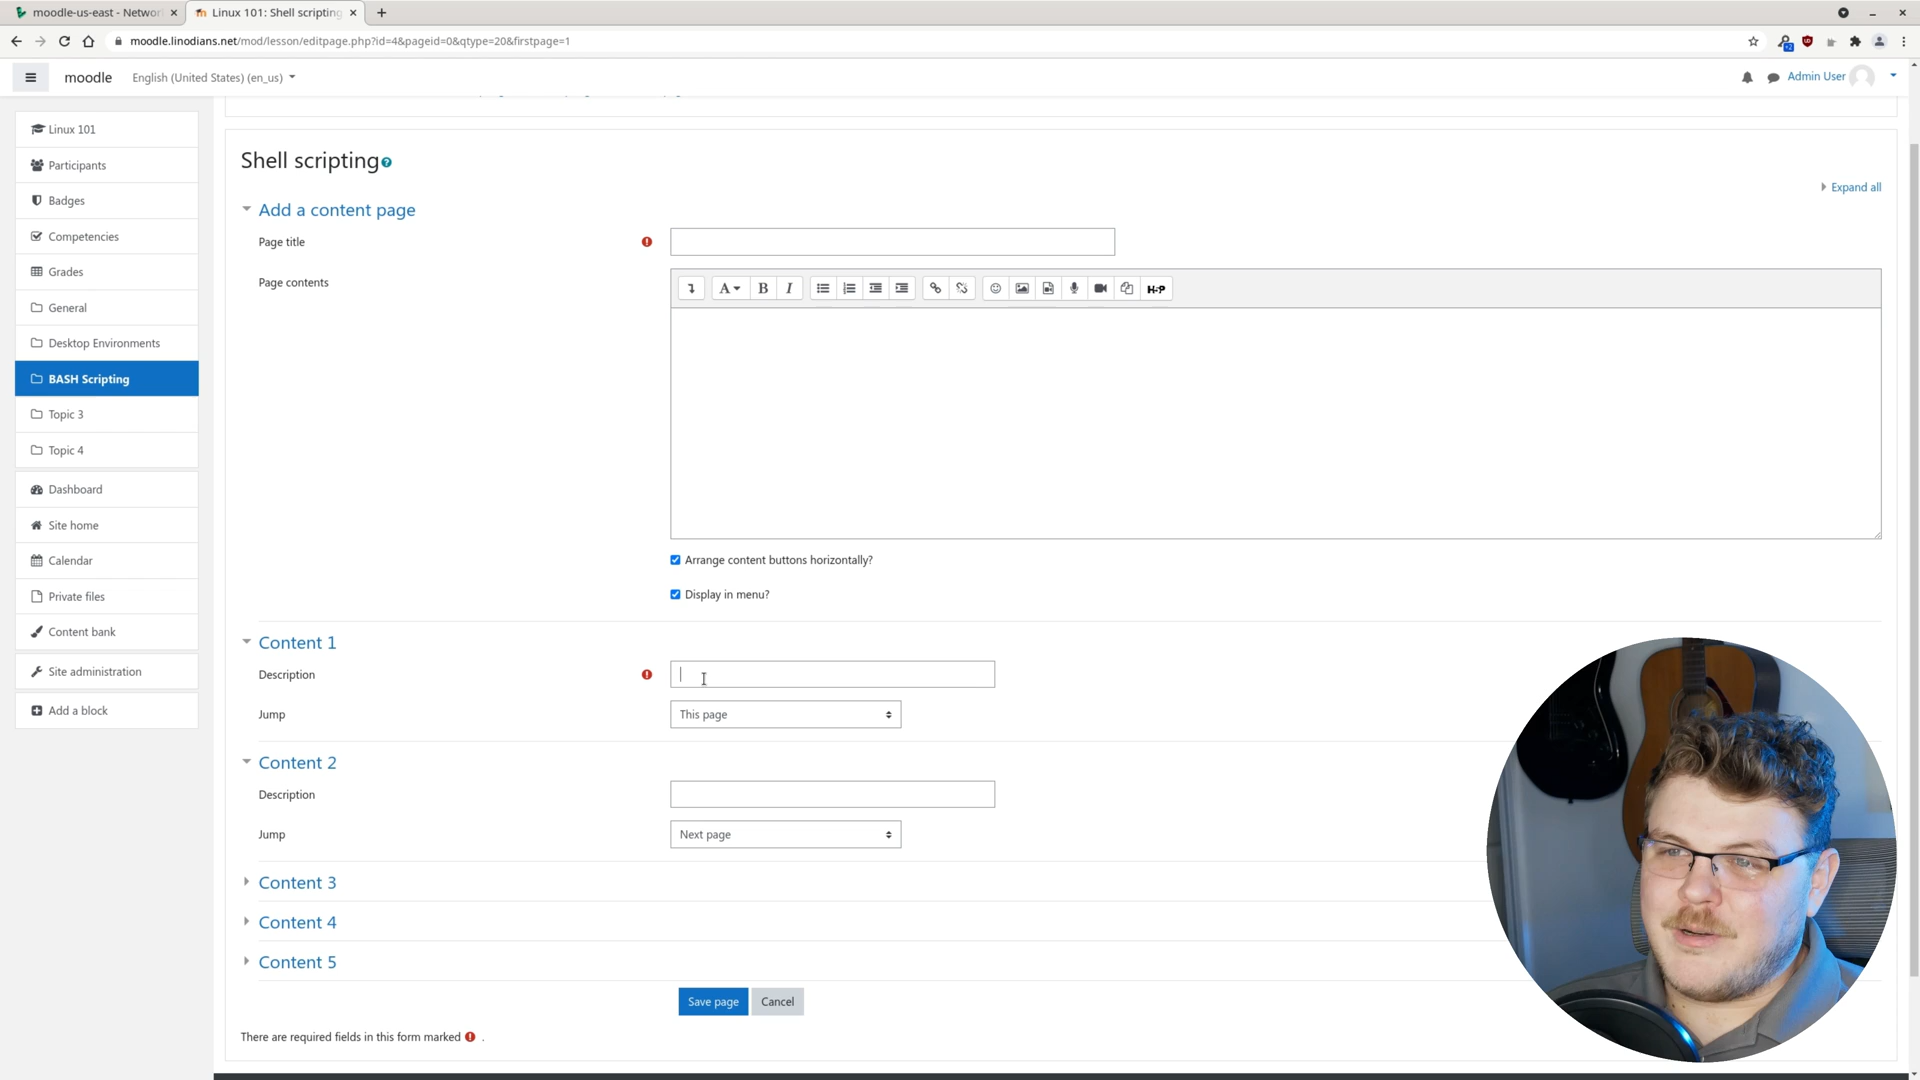 moodle-us-east - Networ
Linux 101: Shell scripting
moodle.linodians.net/mod/lesson/editpage.php?id=4&pageid=0&qtype=20&firstpage=1
moodle
English (United States) (en_us)
Admin User
Linux 101
Participants
Badges
Competencies
Grades
General
Desktop Environments
BASH Scripting
Topic 3
Topic 4
Dashboard
Site home
Calendar
Private files
Content bank
Site administration
Add a block
Shell scripting
Expand all
Add a content page
Page title
Page contents
A
B
I
H-P
Arrange content buttons horizontally?
Display in menu?
Content 1
Description
Jump
This page
Content 2
Description
Jump
Next page
Content 3
Content 4
Content 5
Save page
Cancel
There are required fields in this form marked .